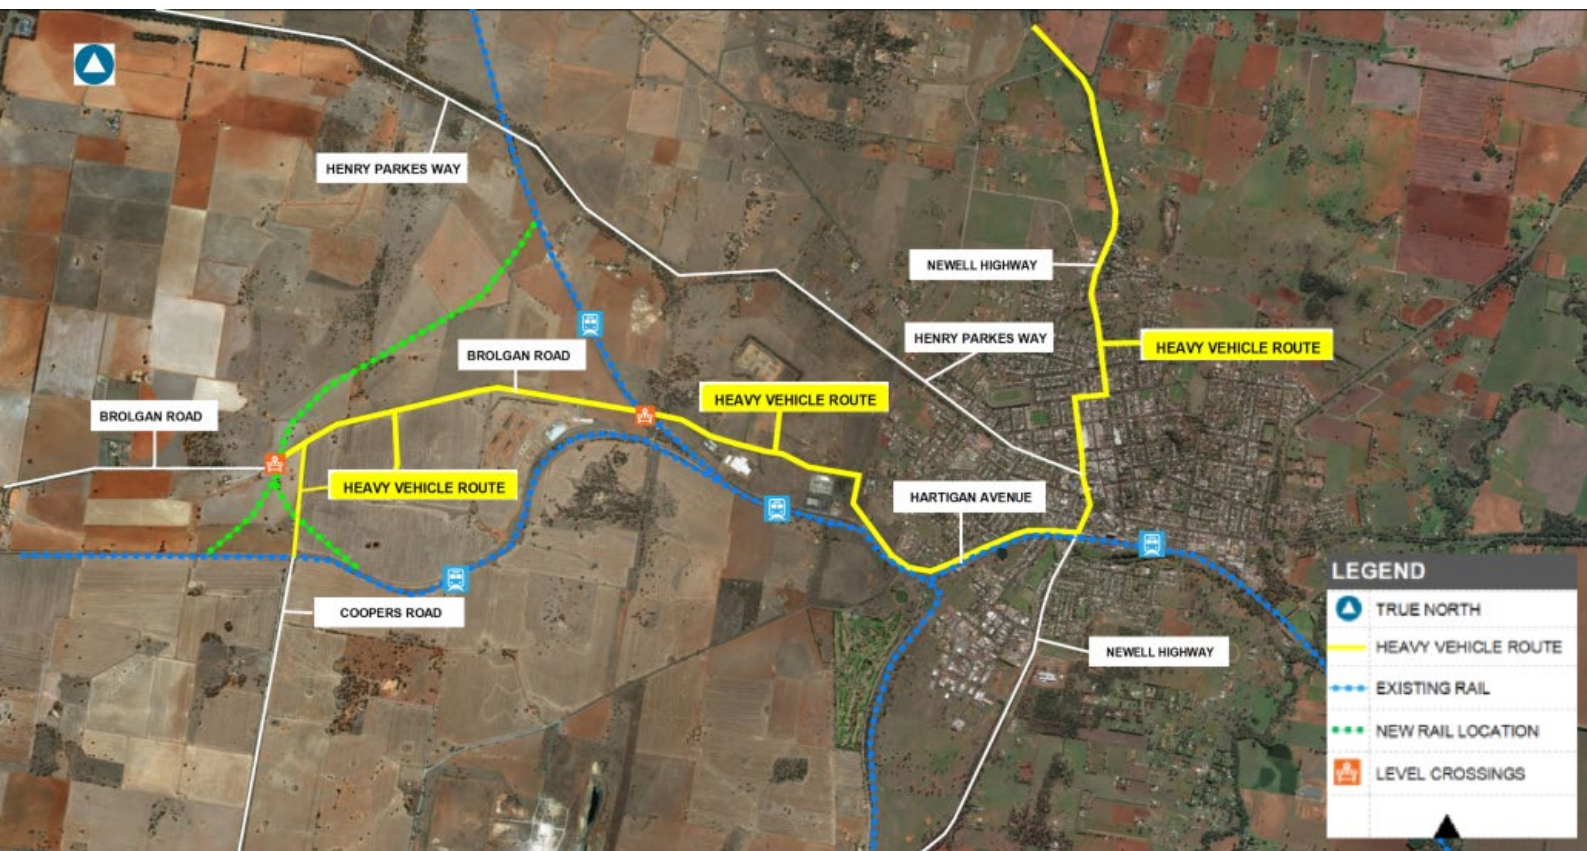 HENRY PARKES WAY
NEWELL HIGHWAY
HENRY PARKES WAY
HEAVY VEHICLE ROUTE
BROLGAN ROAD
HEAVY VEHICLE ROUTE
BROLGAN ROAD
HEAVY VEHICLE ROUTE
HARTIGAN AVENUE
COOPERS ROAD
NEWELL HIGHWAY
LEGEND
TRUE NORTH
HEAVY VEHICLE ROUTE
EXISTING RAIL
NEW RAIL LOCATION
LEVEL CROSSINGS